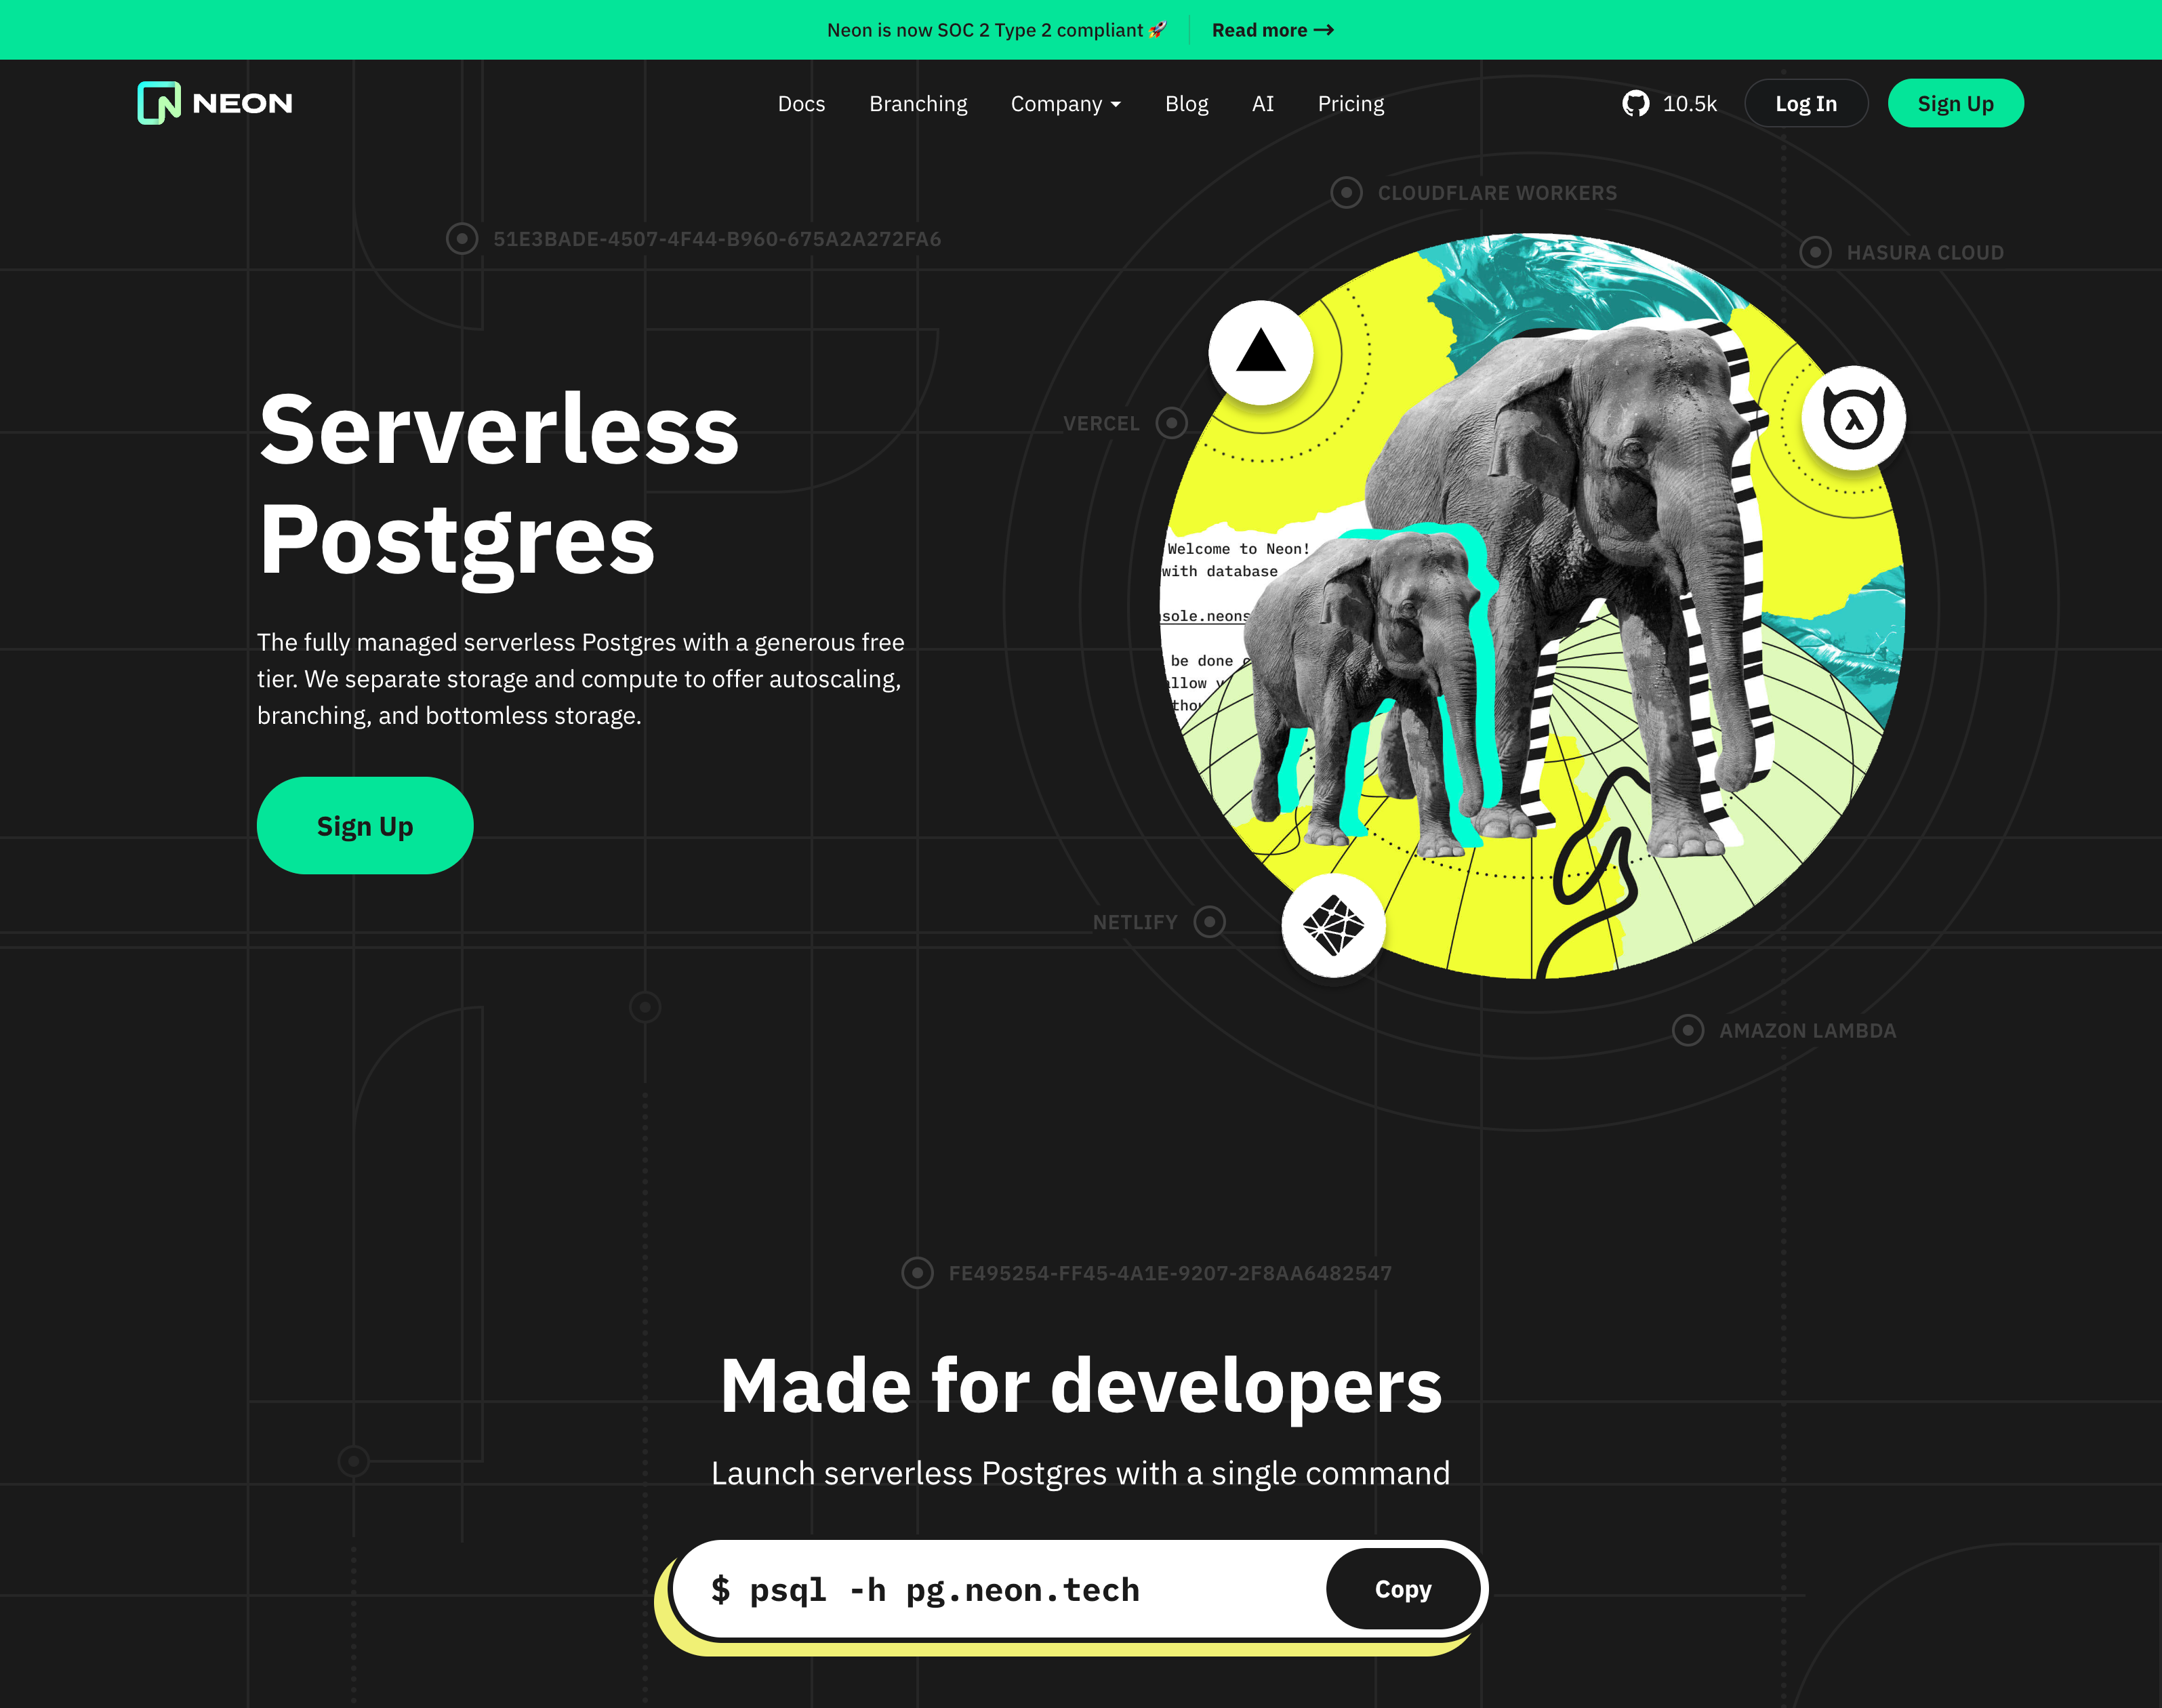 Neon is now SOC 2 Type 2 compliant 🚀 Read more →
NEON
Docs Branching Company Blog AI Pricing
10.5k Log In Sign Up
CLOUDFLARE WORKERS
51E3BADE-4507-4F44-B960-675A2A272FA6
HASURA CLOUD
VERCEL
Serverless
Postgres
Welcome to Neon!
with database
sole.neons
be done
allow
The fully managed serverless Postgres with a generous free
tier. We separate storage and compute to offer autoscaling,
branching, and bottomless storage.
Sign Up
NETLIFY
AMAZON LAMBDA
FE495254-FF45-4A1E-9207-2F8AA6482547
Made for developers
Launch serverless Postgres with a single command
$ psql -h pg.neon.tech
Copy